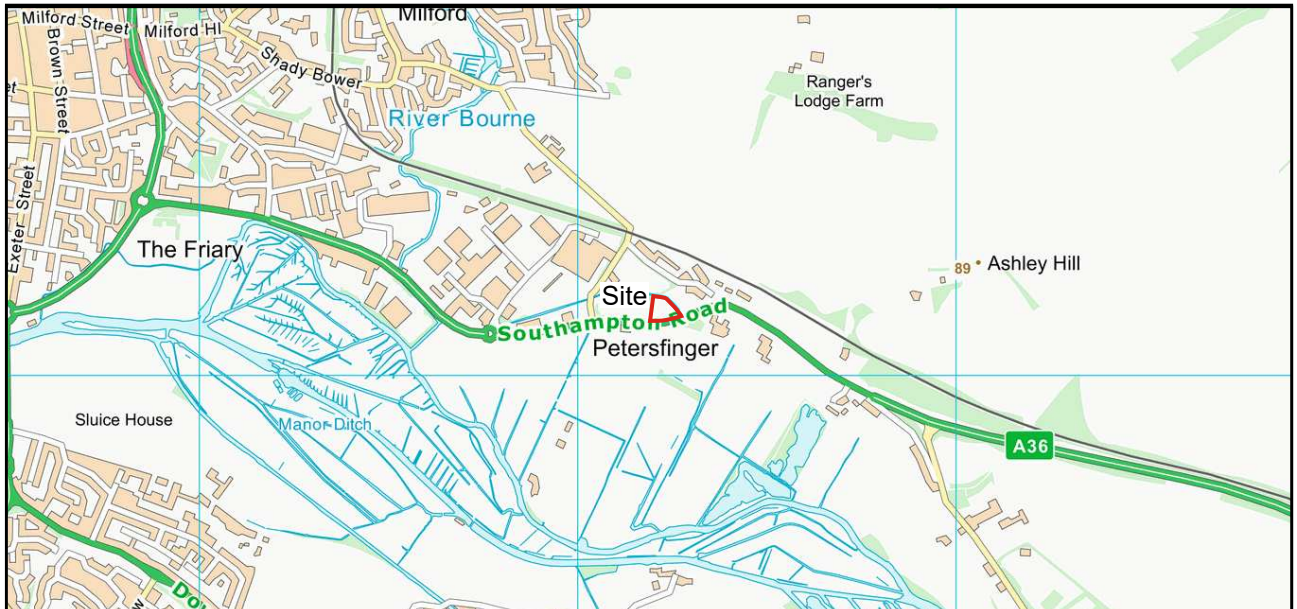 Milford
Milford Street
Milford Hl
Brown Street
Shady Bower
Ranger's
Lodge Farm
River Bourne
Exeter Street
The Friary
89
Ashley Hill
Site
Southampton Road
Petersfinger
Sluice House
Manor Ditch
A36